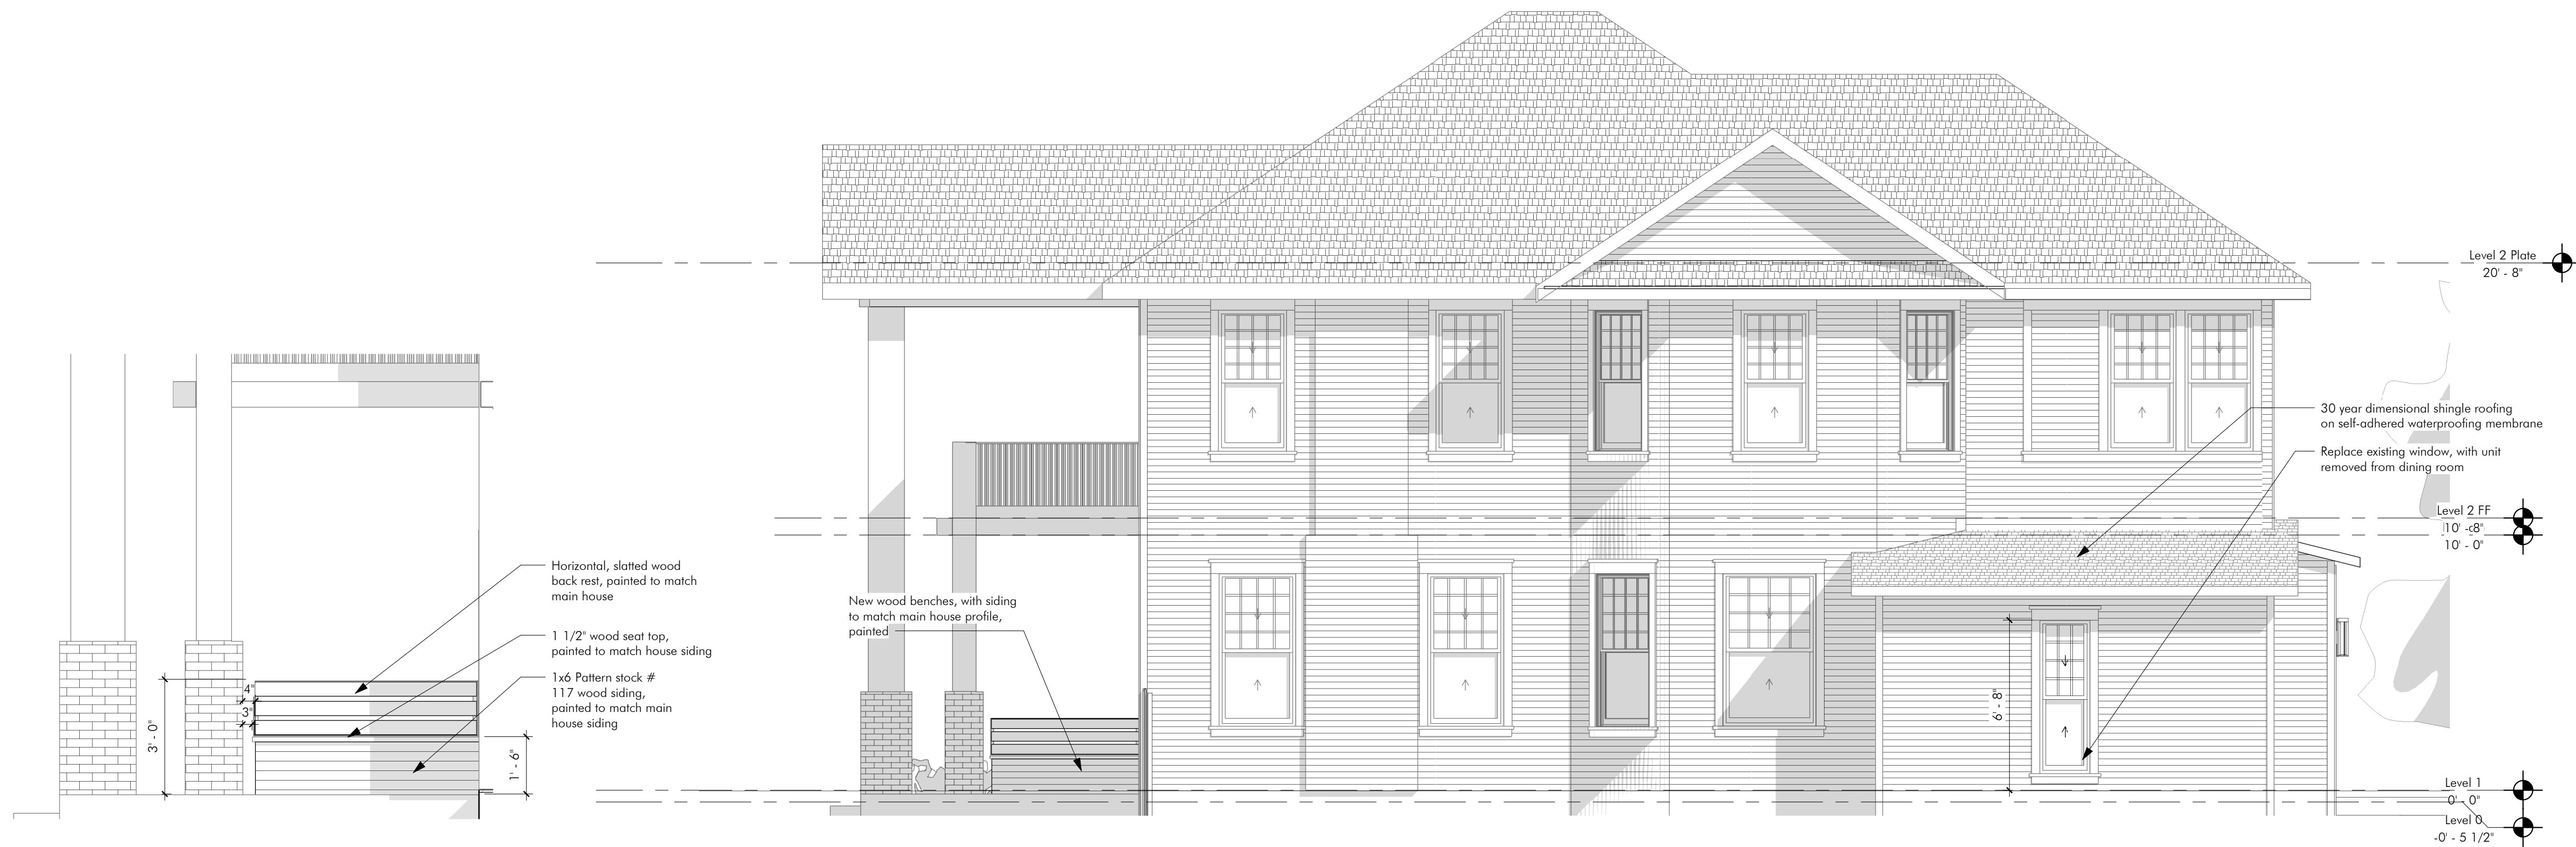 Level 2 Plate
20' - 8"
30 year dimensional shingle roofing
on self-adhered waterproofing membrane
Replace existing window, with unit
removed from dining room
Level 2 FF
10' - 8"
10' - 0"
Horizontal, slatted wood
back rest, painted to match
main house
1 1/2" wood seat top,
painted to match house siding
1x6 Pattern stock #
117 wood siding,
painted to match main
house siding
New wood benches, with siding
to match main house profile,
painted
4"
3"
3' - 0"
1' - 6"
6' - 8"
Level 1
0' - 0"
Level 0
-0' - 5 1/2"